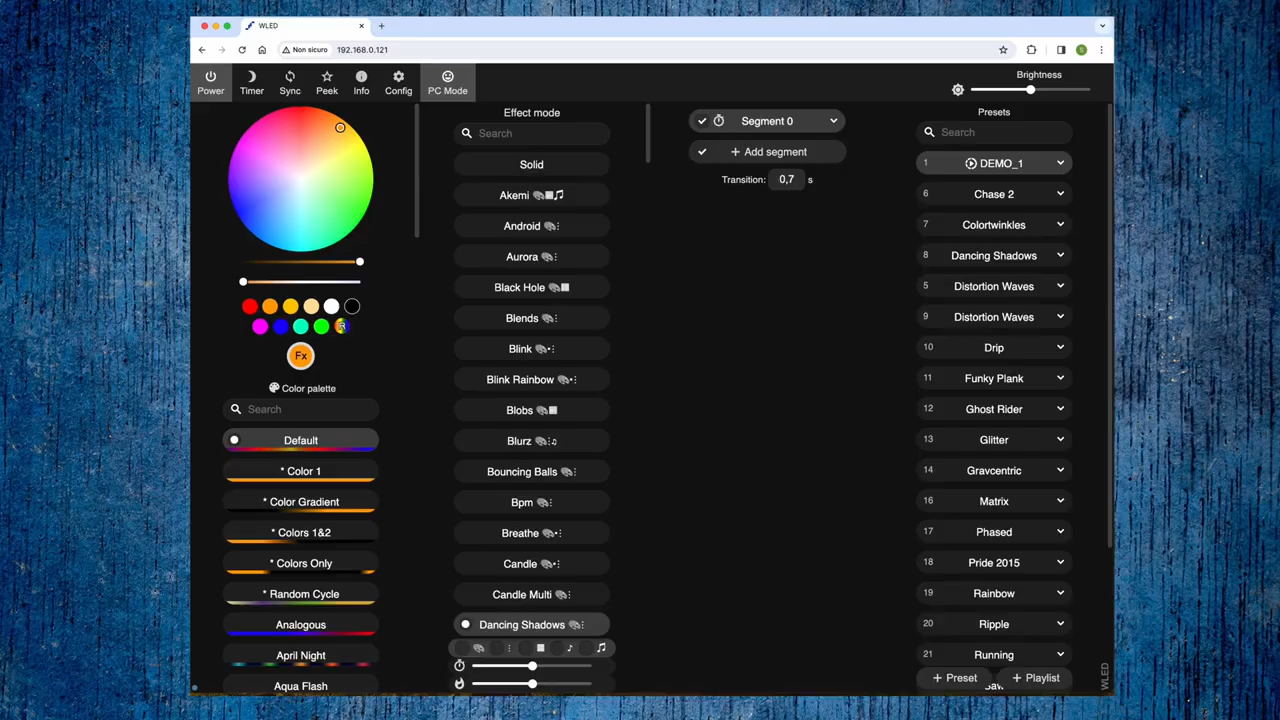 WLED
Non sicuro
192.168.0.121
Power
Timer
Sync
Peek
Info
Config
PC Mode
Brightness
Fx
R
Color palette
Search
Default
* Color 1
* Color Gradient
* Colors 1&2
* Colors Only
* Random Cycle
Analogous
April Night
Aqua Flash
Effect mode
Search
Solid
Akemi
Android
Aurora
Black Hole
Blends
Blink
Blink Rainbow
Blobs
Blurz
Bouncing Balls
Bpm
Breathe
Candle
Candle Multi
Dancing Shadows
Segment 0
+ Add segment
Transition: 0,7 s
Presets
Search
1 DEMO_1
6 Chase 2
7 Colortwinkles
8 Dancing Shadows
5 Distortion Waves
9 Distortion Waves
10 Drip
11 Funky Plank
12 Ghost Rider
13 Glitter
14 Gravcentric
16 Matrix
17 Phased
18 Pride 2015
19 Rainbow
20 Ripple
21 Running
+ Preset
+ Playlist
WLED